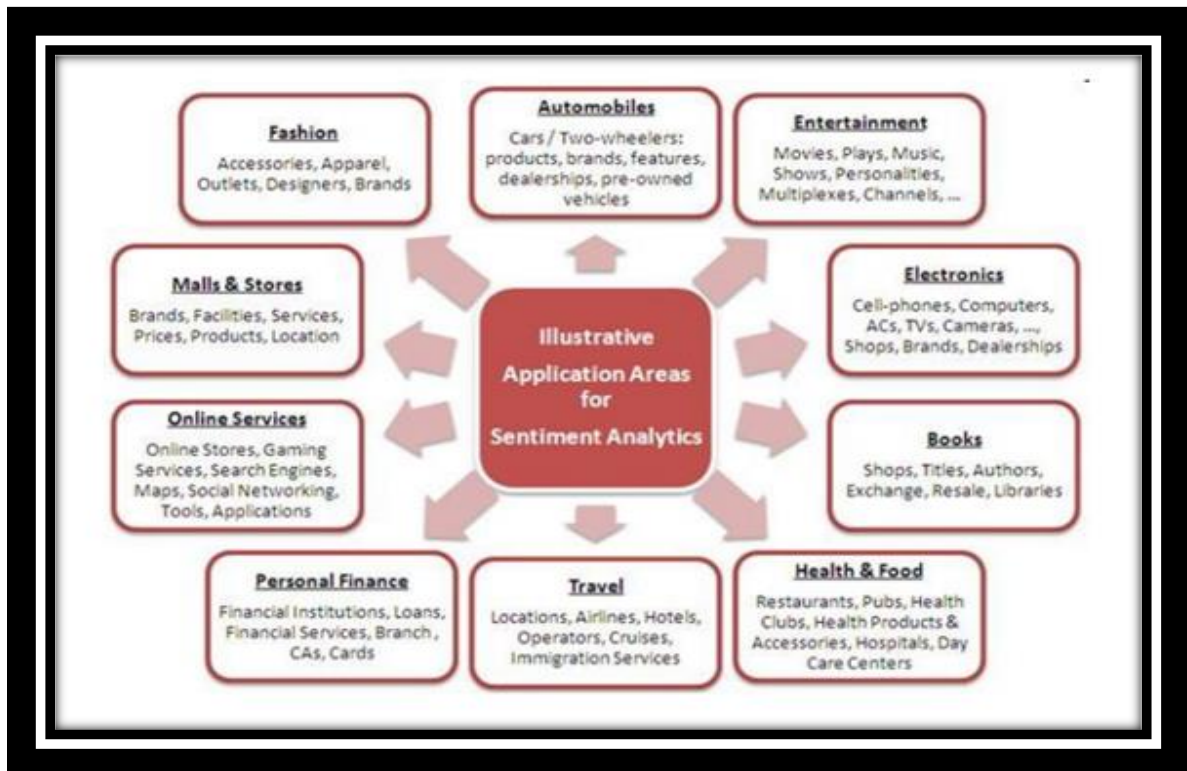 Fashion
Accessories, Apparel,
Outlets, Designers, Brands
Automobiles
Cars / Two-wheelers:
products, brands, features,
dealerships, pre-owned
vehicles
Entertainment
Movies, Plays, Music,
Shows, Personalities,
Multiplexes, Channels, ...
Malls & Stores
Brands, Facilities, Services,
Prices, Products, Location
Illustrative
Application Areas
for
Sentiment Analytics
Electronics
Cell-phones, Computers,
ACs, TVs, Cameras, ...,
Shops, Brands, Dealerships
Online Services
Online Stores, Gaming
Services, Search Engines,
Maps, Social Networking,
Tools, Applications
Books
Shops, Titles, Authors,
Exchange, Resale, Libraries
Personal Finance
Financial Institutions, Loans,
Financial Services, Branch ,
CAs, Cards
Travel
Locations, Airlines, Hotels,
Operators, Cruises,
Immigration Services
Health & Food
Restaurants, Pubs, Health
Clubs, Health Products &
Accessories, Hospitals, Day
Care Centers